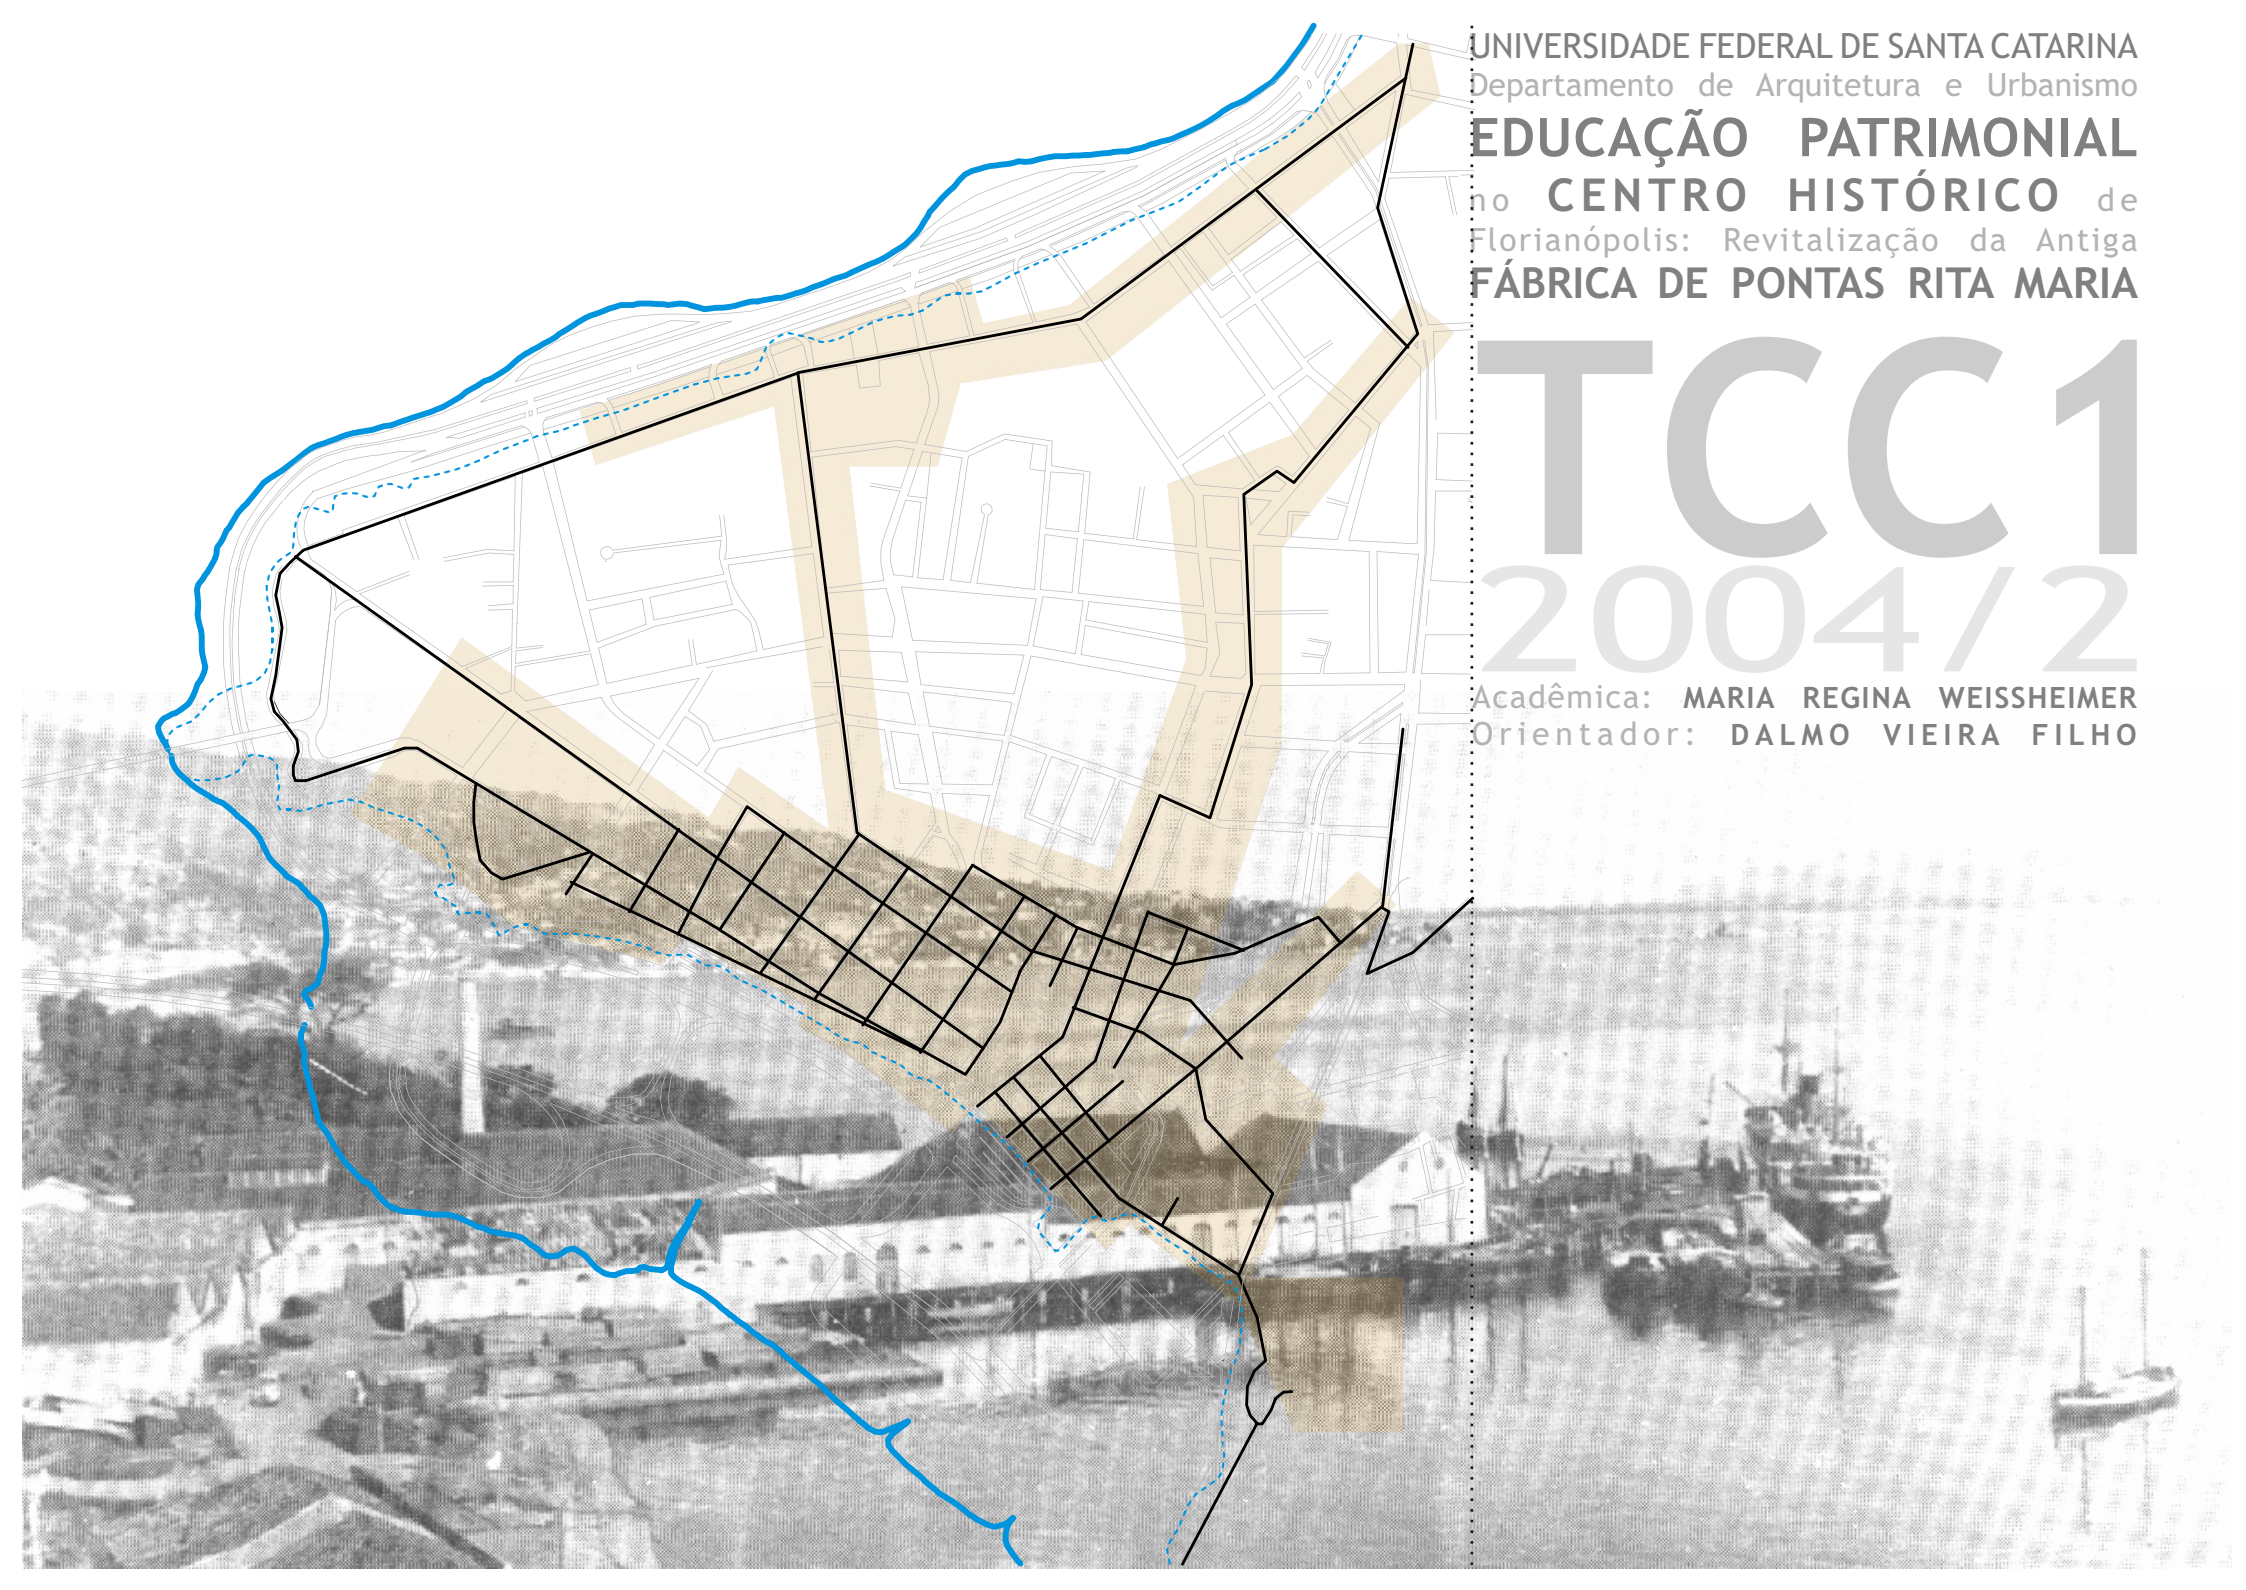 UNIVERSIDADE FEDERAL DE SANTA CATARINA
Departamento de Arquitetura e Urbanismo
EDUCAÇÃO PATRIMONIAL
no CENTRO HISTÓRICO de
Florianópolis: Revitalização da Antiga
FÁBRICA DE PONTAS RITA MARIA
TCC1
2004/2
Acadêmica: MARIA REGINA WEISSHEIMER
Orientador: DALMO VIEIRA FILHO